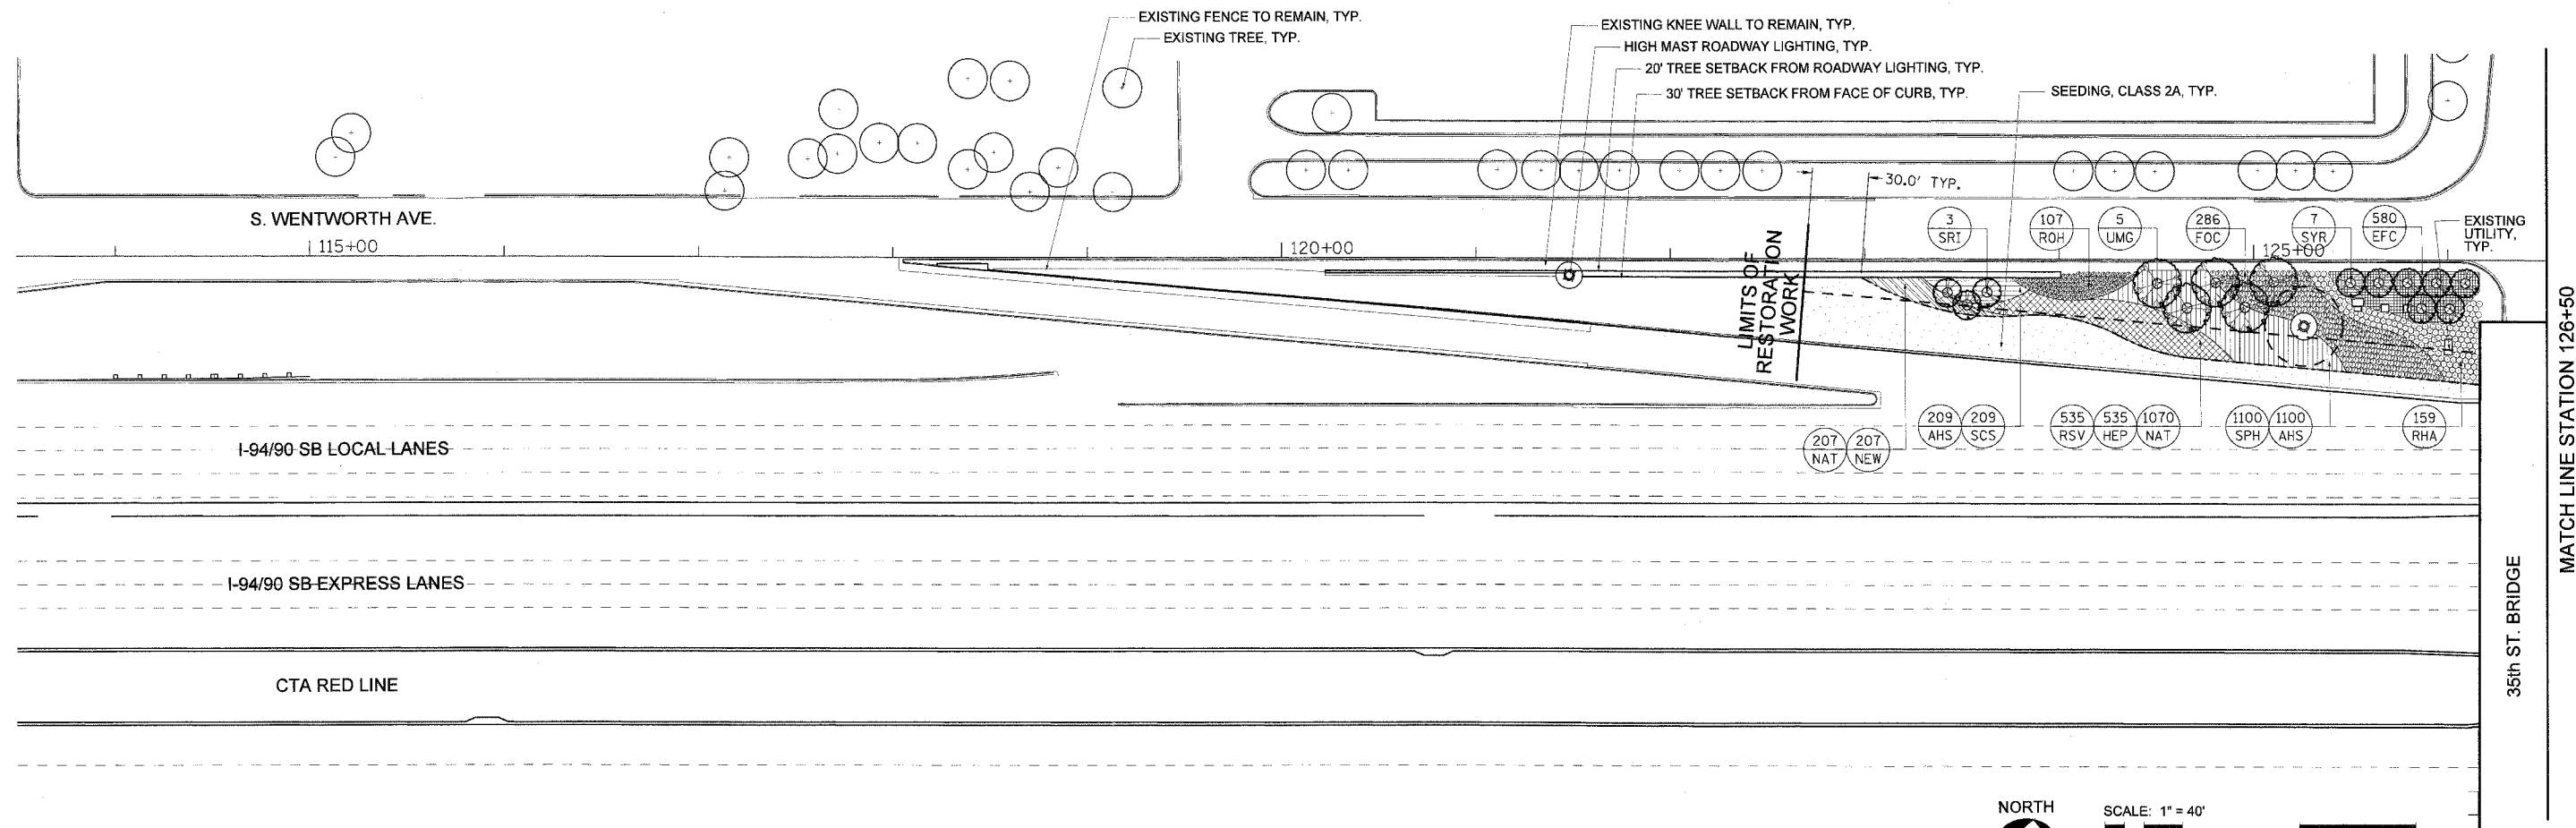 EXISTING FENCE TO REMAIN, TYP.
EXISTING TREE, TYP.
EXISTING KNEE WALL TO REMAIN, TYP.
HIGH MAST ROADWAY LIGHTING, TYP.
20' TREE SETBACK FROM ROADWAY LIGHTING, TYP.
30' TREE SETBACK FROM FACE OF CURB, TYP.
SEEDING, CLASS 2A, TYP.
30.0' TYP.
S. WENTWORTH AVE.
115+00
120+00
125+00
3
SRI
107
ROH
5
UMG
286
FOC
7
SYR
580
EFC
EXISTING
UTILITY,
TYP.
LIMITS OF
RESTORATION
WORK
207
NAT
207
NEW
209
AHS
209
SCS
535
RSV
535
HEP
1070
NAT
1100
SPH
1100
AHS
159
RHA
I-94/90 SB LOCAL LANES
I-94/90 SB EXPRESS LANES
CTA RED LINE
35th ST. BRIDGE
MATCH LINE STATION 126+50
NORTH
SCALE: 1" = 40'